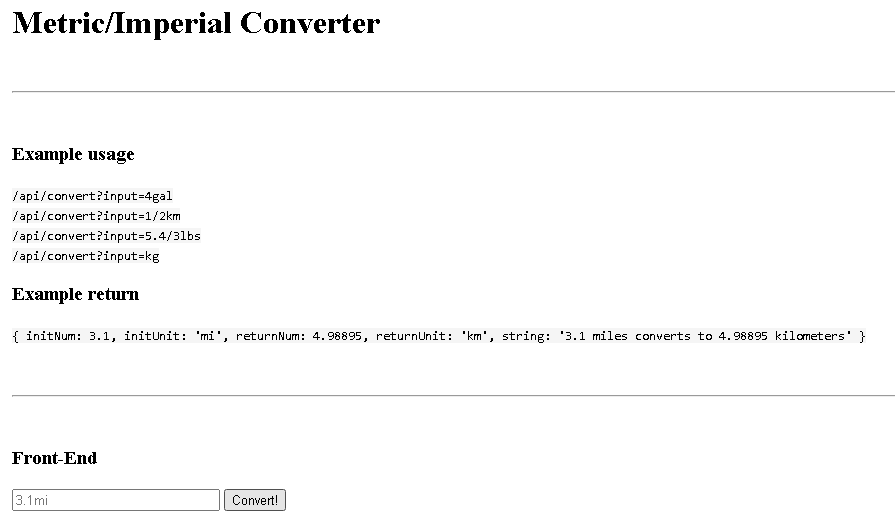 Metric/Imperial Converter
Example usage
/api/convert?input=4gal
/api/convert?input=1/2km
/api/convert?input=5.4/3lbs
/api/convert?input=kg
Example return
{ initNum: 3.1, initUnit: 'mi', returnNum: 4.98895, returnUnit: 'km', string: '3.1 miles converts to 4.98895 kilometers' }
Front-End
3.1mi Convert!